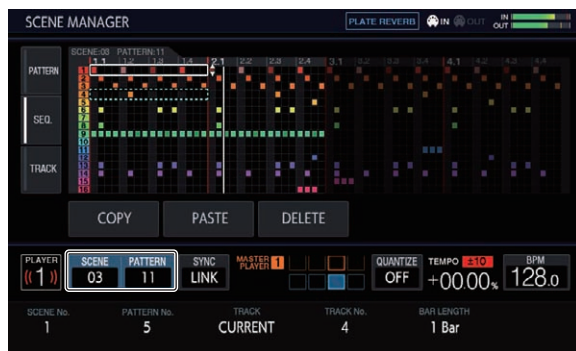 SCENE MANAGER
PLATE REVERB IN OUT IN
OUT
SCENE:03 PATTERN:11
1.1 1.2 1.3 1.4 2.1 2.2 2.3 2.4 3.1 3.2 3.3 3.4 4.1 4.2 4.3 4.4
PATTERN
SEQ.
TRACK
1
2
3
4
5
6
7
8
9
10
11
12
13
14
15
16
COPY PASTE DELETE
PLAYER SCENE PATTERN SYNC MASTER PLAYER 1 QUANTIZE TEMPO ±10 BPM
1 03 11 LINK OFF +00.00% 128.0
SCENE No. PATTERN No. TRACK TRACK No. BAR LENGTH
1 5 CURRENT 4 1 Bar